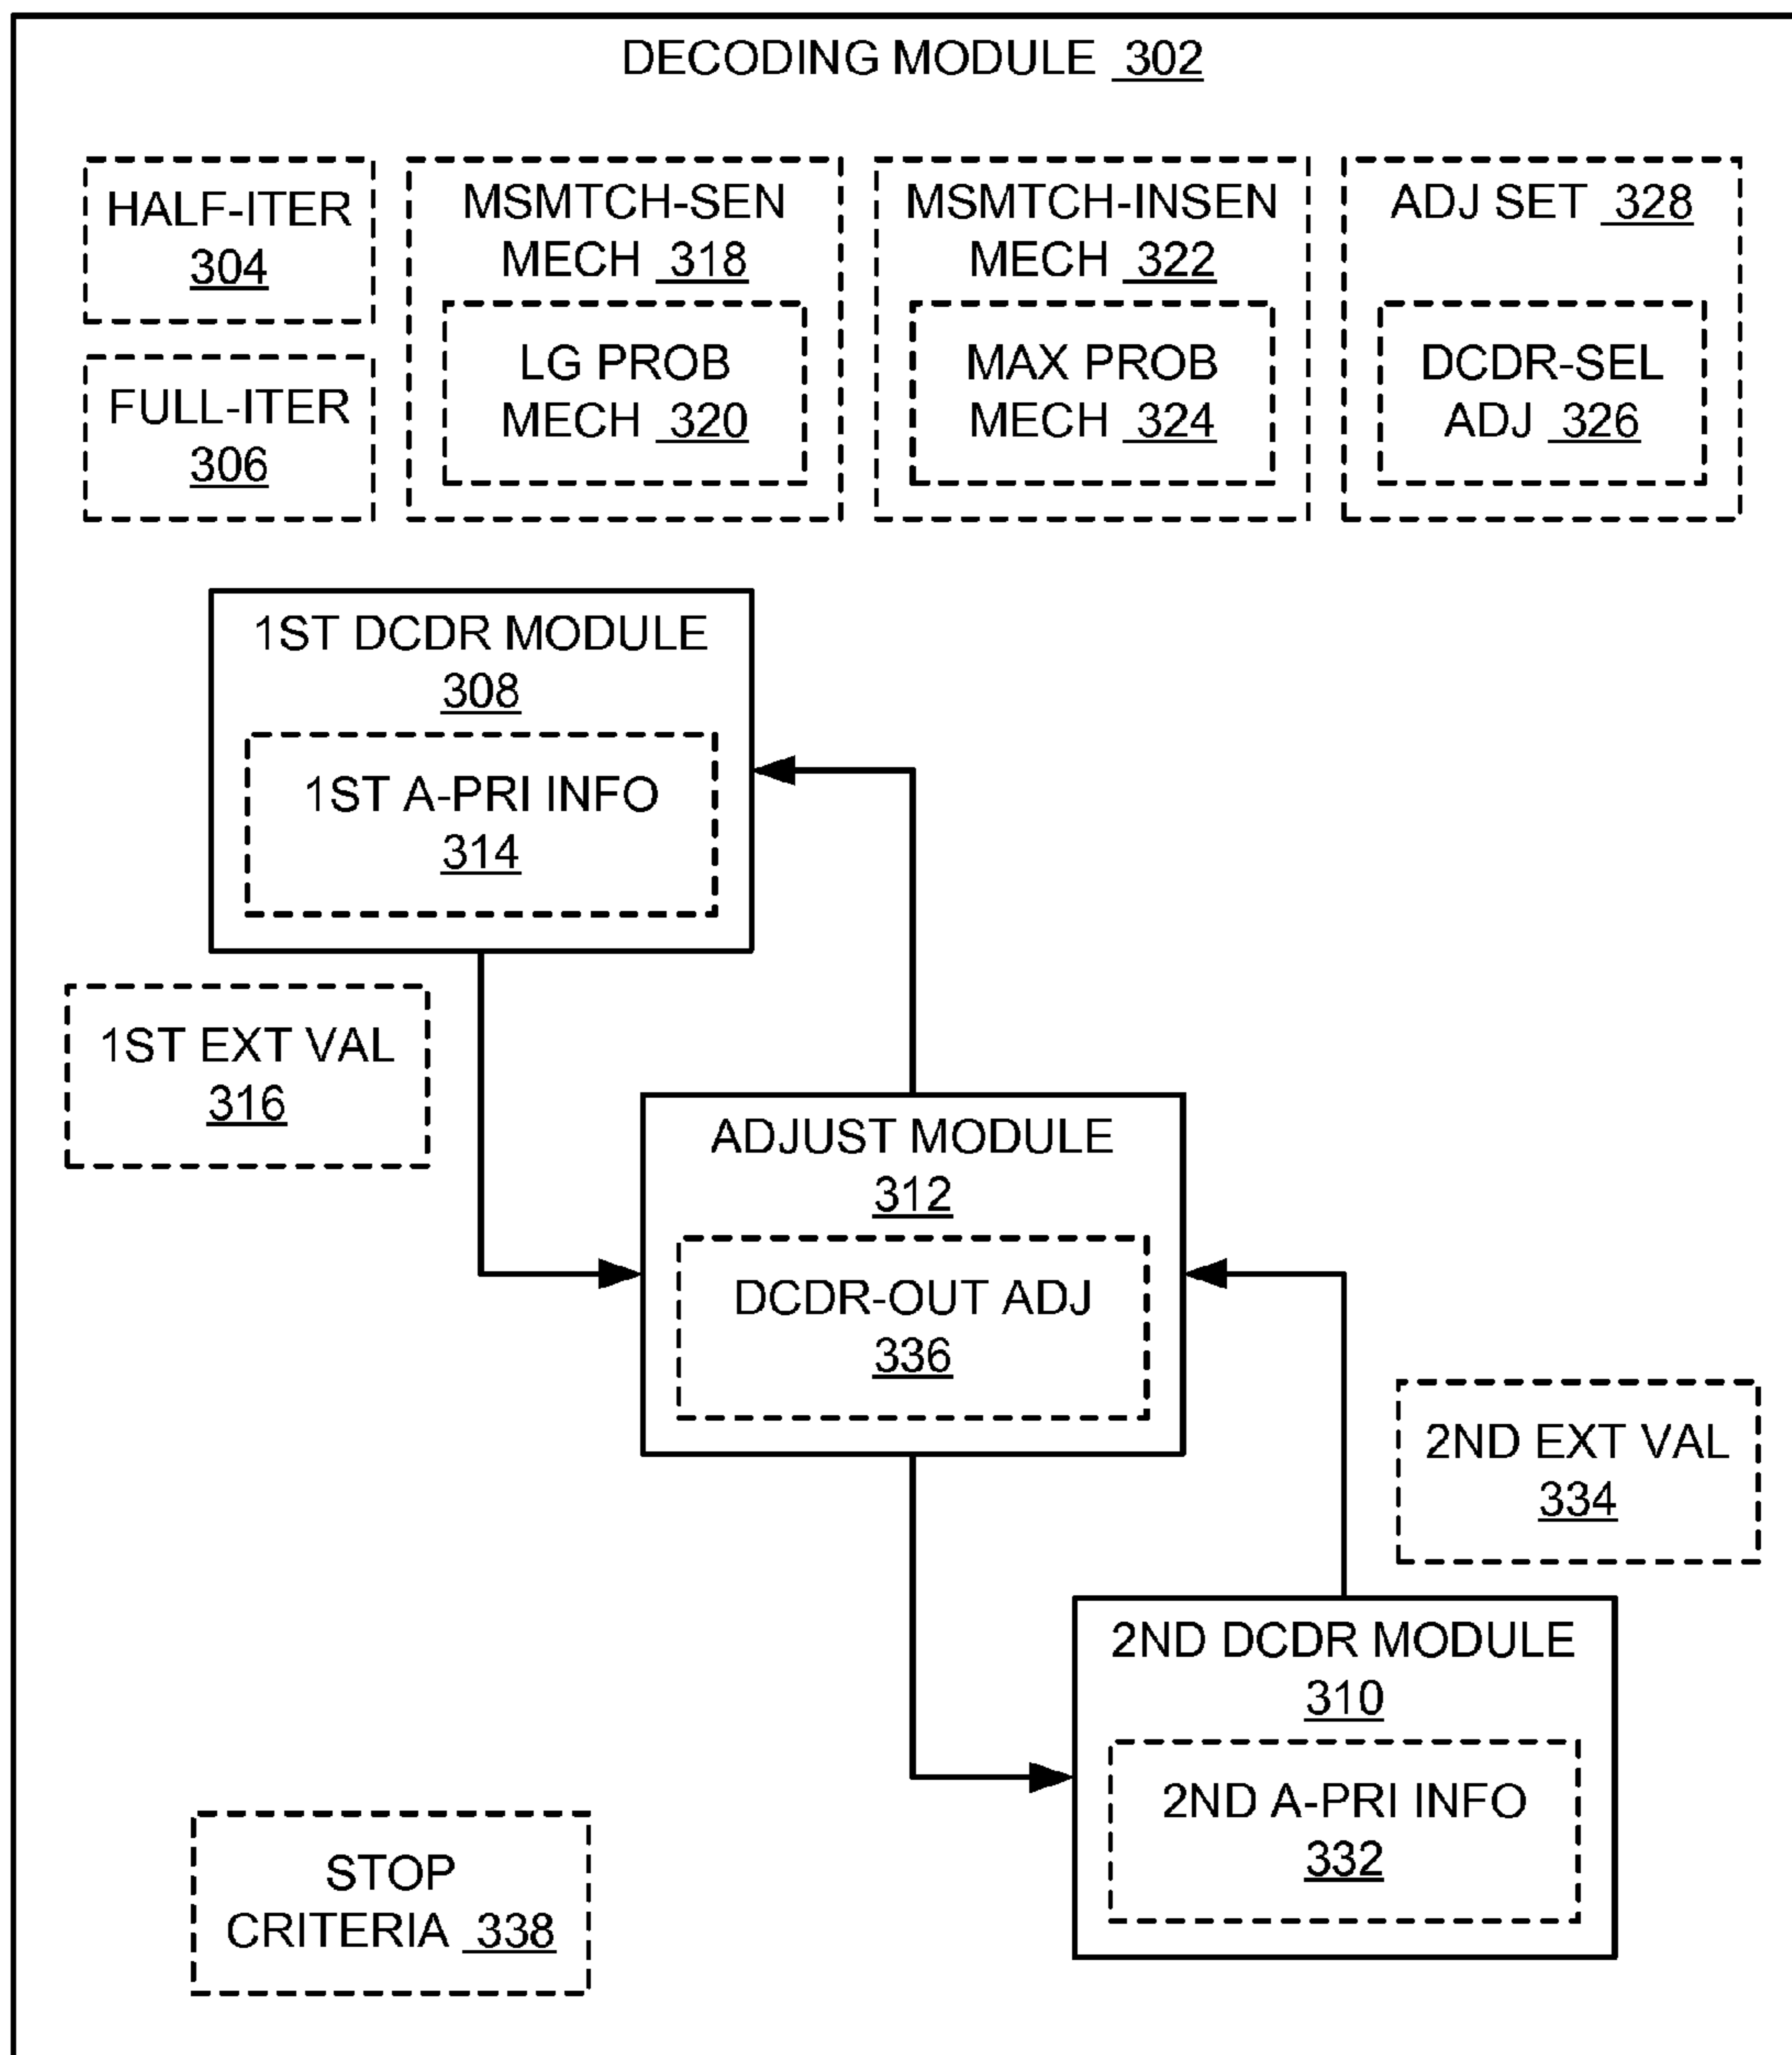 DECODING MODULE 302
HALF-ITER
304
FULL-ITER
306
MSMTCH-SEN
MECH 318
LG PROB
MECH 320
MSMTCH-INSEN
MECH 322
MAX PROB
MECH 324
ADJ SET 328
DCDR-SEL
ADJ 326
1ST DCDR MODULE
308
1ST A-PRI INFO
314
1ST EXT VAL
316
ADJUST MODULE
312
DCDR-OUT ADJ
336
2ND EXT VAL
334
2ND DCDR MODULE
310
2ND A-PRI INFO
332
STOP
CRITERIA 338